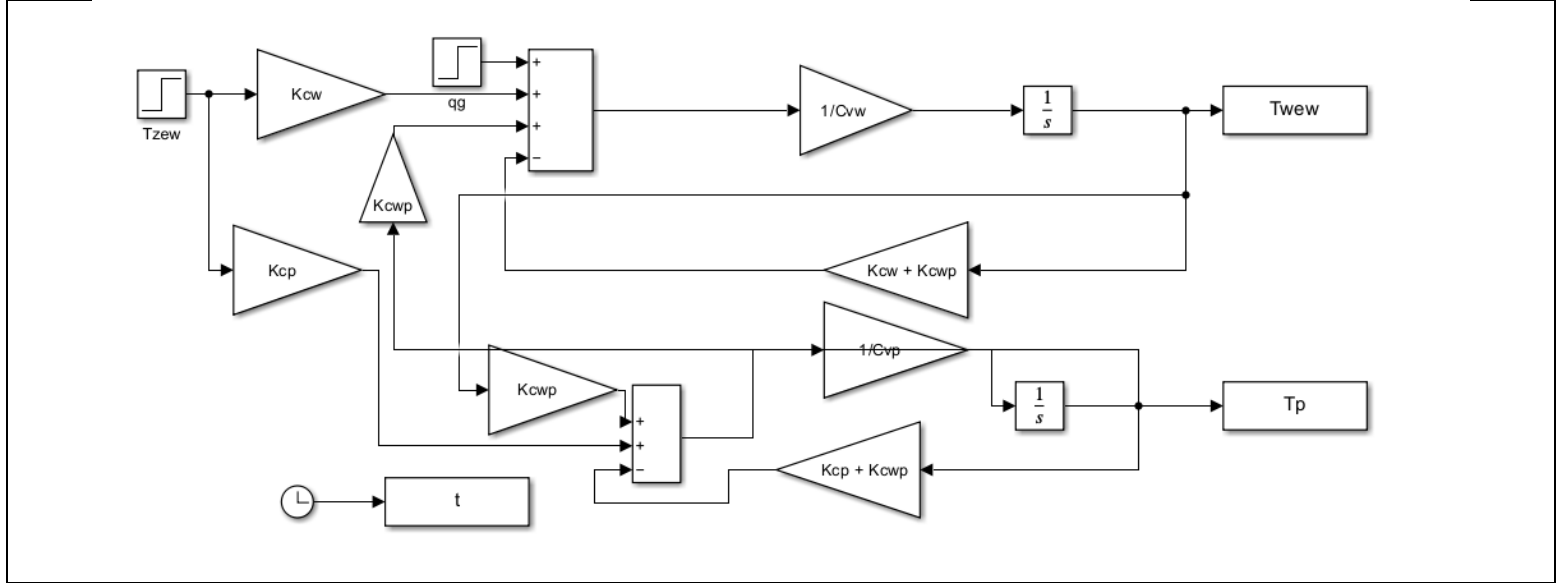 Tzew
Kcw
qg
+
+
+
−
1/Cvw
1
s
Twew
Kcwp
Kcp
Kcw + Kcwp
Kcwp
+
+
−
1/Cvp
1
s
Tp
Kcp + Kcwp
t